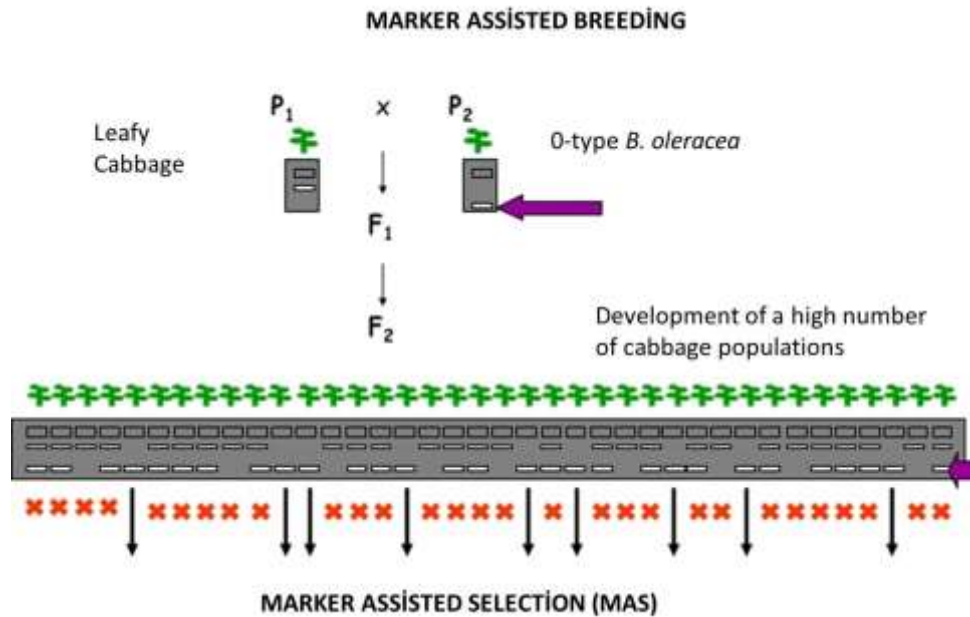 MARKER ASSİSTED BREEDİNG
P1 x P2
Leafy
Cabbage
0-type B. oleracea
F1
F2
Development of a high number
of cabbage populations
MARKER ASSİSTED SELECTİON (MAS)